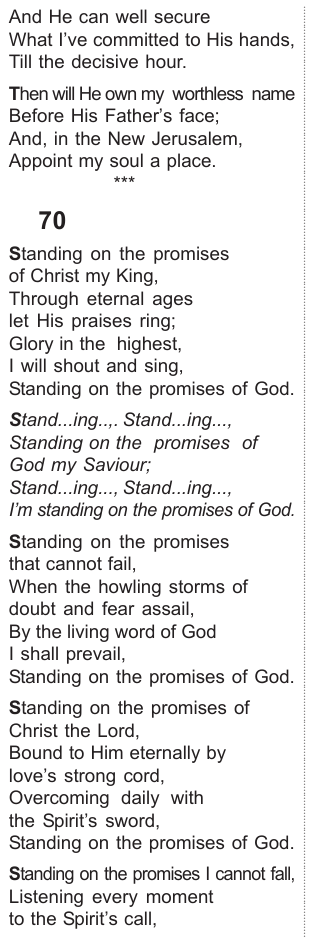 And He can well secure
What I've committed to His hands,
Till the decisive hour.
Then will He own my worthless name
Before His Father's face;
And, in the New Jerusalem,
Appoint my soul a place.
***
70
Standing on the promises
of Christ my King,
Through eternal ages
let His praises ring;
Glory in the highest,
I will shout and sing,
Standing on the promises of God.
Stand...ing..,. Stand...ing...,
Standing on the promises of
God my Saviour;
Stand...ing..., Stand...ing...,
I'm standing on the promises of God.
Standing on the promises
that cannot fail,
When the howling storms of
doubt and fear assail,
By the living word of God
I shall prevail,
Standing on the promises of God.
Standing on the promises of
Christ the Lord,
Bound to Him eternally by
love's strong cord,
Overcoming daily with
the Spirit's sword,
Standing on the promises of God.
Standing on the promises I cannot fall,
Listening every moment
to the Spirit's call,